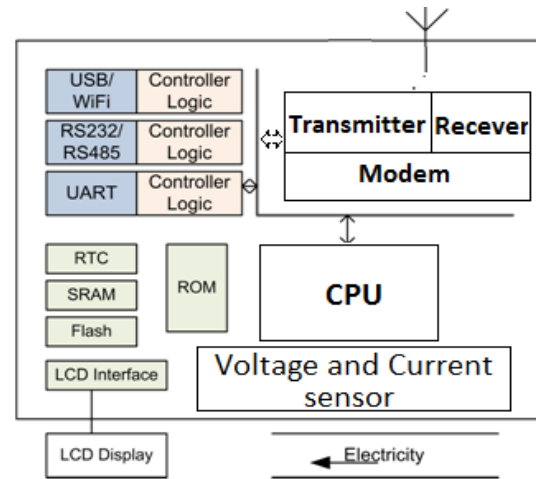 USB/
WiFi
Controller
Logic
RS232/
RS485
Controller
Logic
UART
Controller
Logic
Transmitter
Recever
Modem
RTC
SRAM
Flash
ROM
CPU
LCD Interface
Voltage and Current
sensor
LCD Display
Electricity